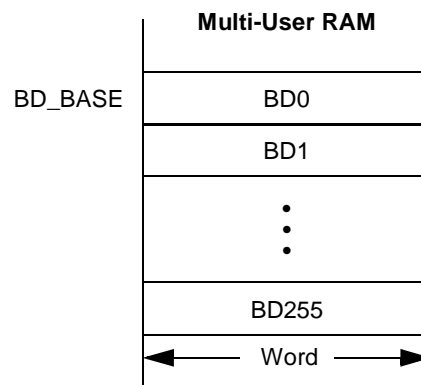 Multi-User RAM
BD_BASE
BD0
BD1
BD255
Word